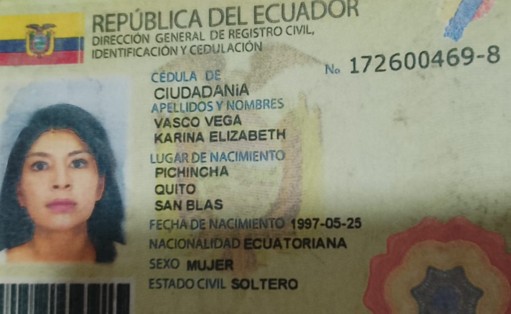 REPÚBLICA DEL ECUADOR
DIRECCIÓN GENERAL DE REGISTRO CIVIL,
IDENTIFICACIÓN Y CEDULACIÓN
CÉDULA DE No 172600469-8
CIUDADANíA
APELLIDOS Y NOMBRES
VASCO VEGA
KARINA ELIZABETH
LUGAR DE NACIMIENTO
PICHINCHA
QUITO
SAN BLAS
FECHA DE NACIMIENTO 1997-05-25
NACIONALIDAD ECUATORIANA
SEXO MUJER
ESTADO CIVIL SOLTERO